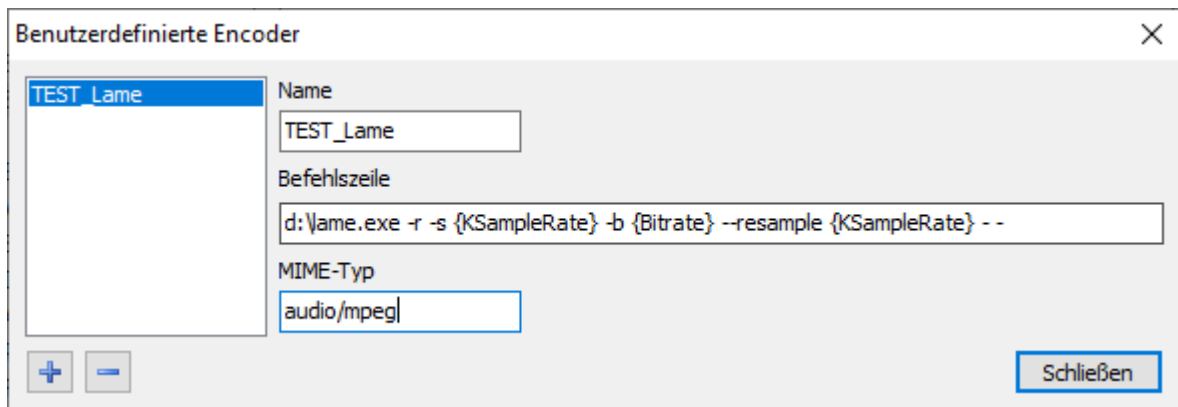 Benutzerdefinierte Encoder
TEST_Lame
Name
TEST_Lame
Befehlszeile
d:\lame.exe -r -s {KSampleRate} -b {Bitrate} --resample {KSampleRate} - -
MIME-Typ
audio/mpeg
Schließen